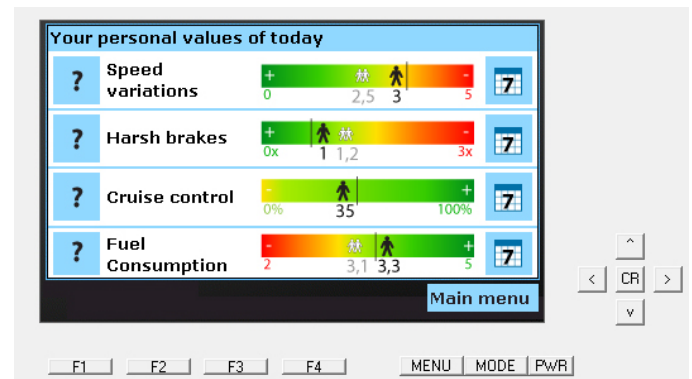 Your personal values of today
? Speed variations + - 7
0 2,5 3 5
? Harsh brakes + - 7
0x 1 1,2 3x
? Cruise control - + 7
0% 35 100%
? Fuel Consumption - + 7
2 3,1 3,3 5
Main menu
^
< CR >
v
F1 F2 F3 F4 MENU MODE PWR